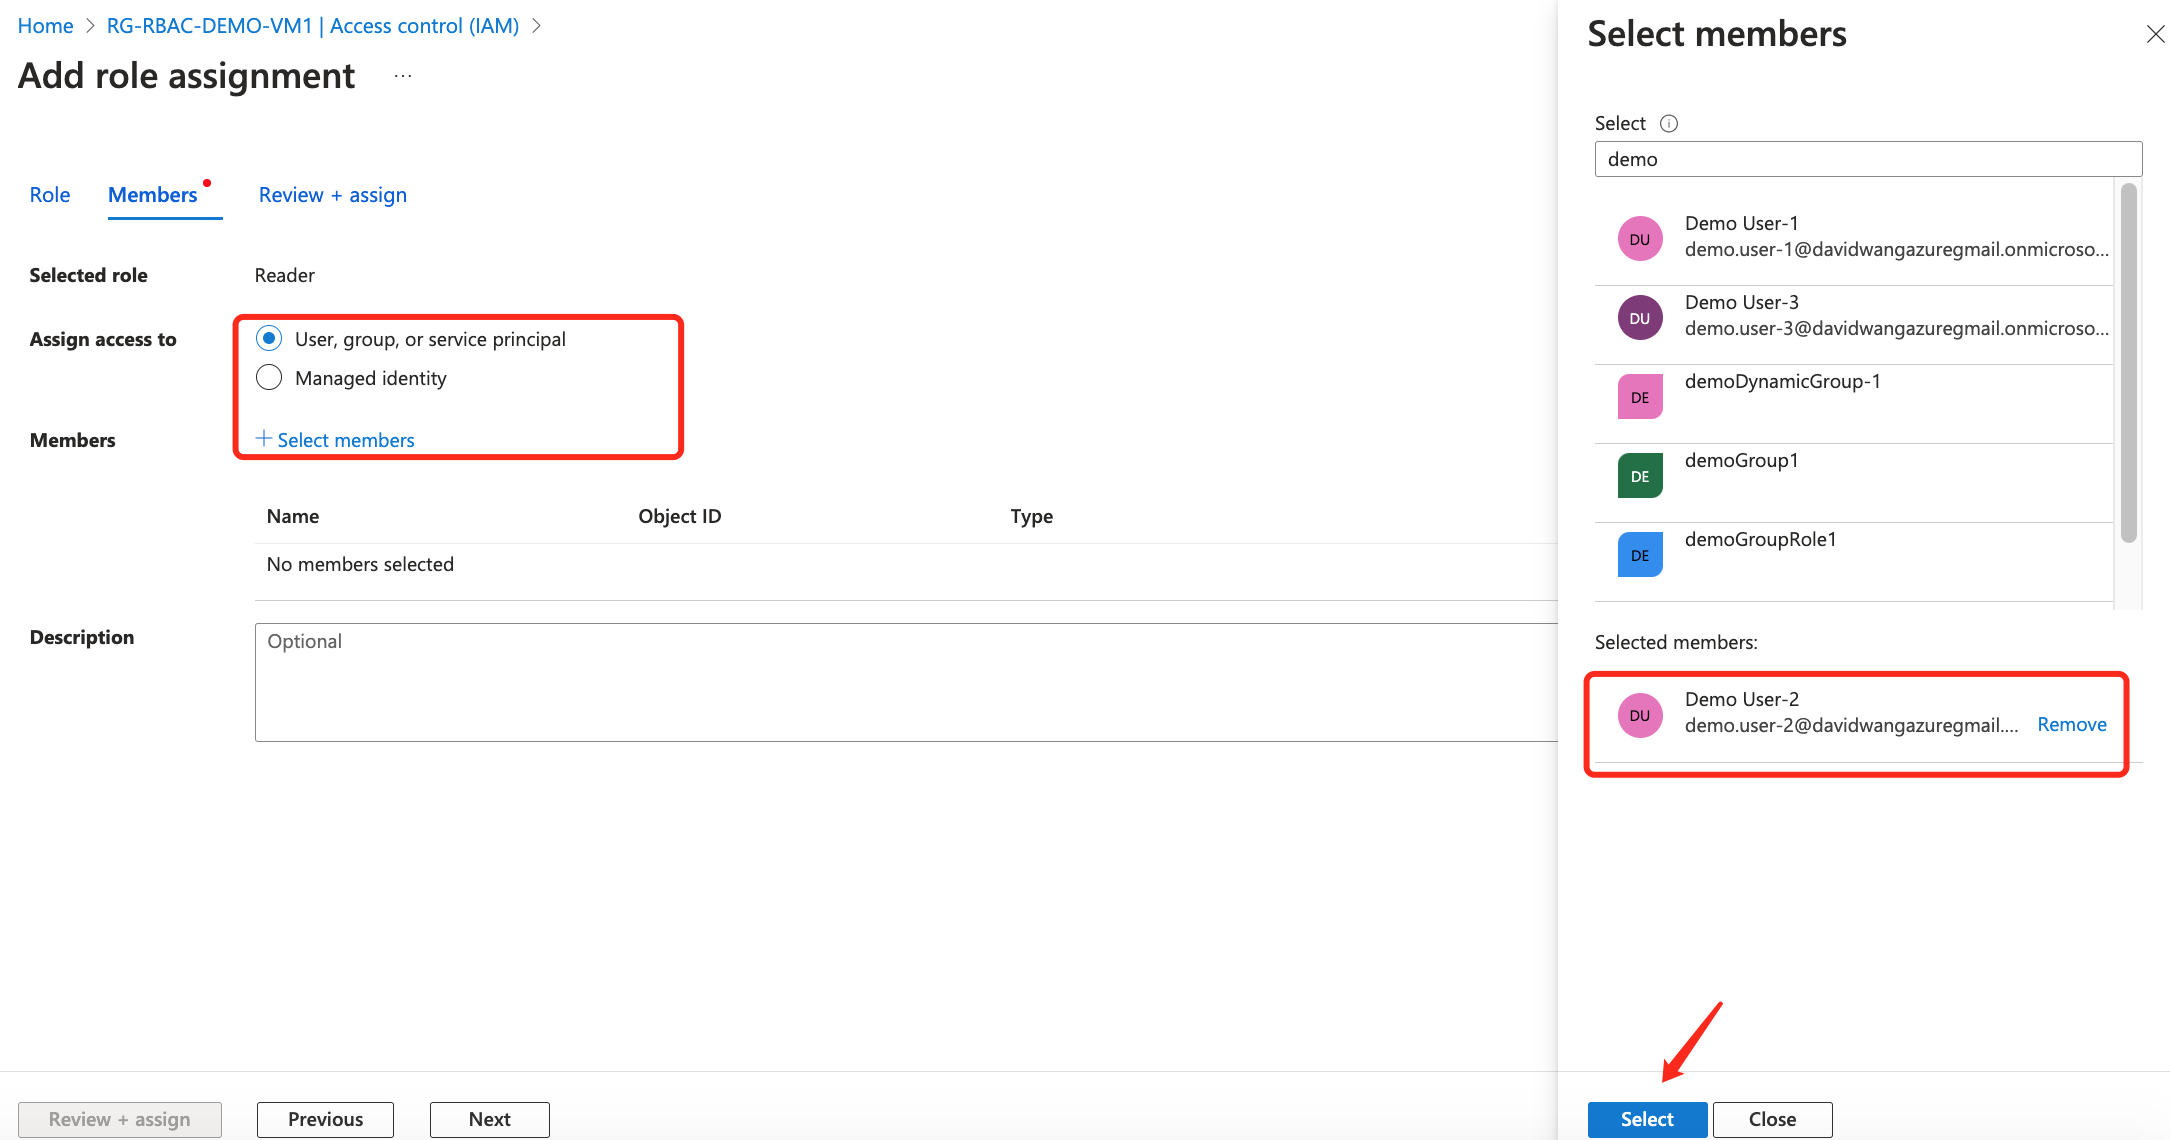 Home > RG-RBAC-DEMO-VM1 | Access control (IAM) >
Add role assignment ...
Role Members Review + assign
Selected role Reader
Assign access to User, group, or service principal
Managed identity
Members + Select members
Name Object ID Type
No members selected
Description Optional
Review + assign Previous Next
Select members
Select
demo
DU Demo User-1
demo.user-1@davidwangazuregmail.onmicroso...
DU Demo User-3
demo.user-3@davidwangazuregmail.onmicroso...
DE demoDynamicGroup-1
DE demoGroup1
DE demoGroupRole1
Selected members:
DU Demo User-2
demo.user-2@davidwangazuregmail.... Remove
Select Close